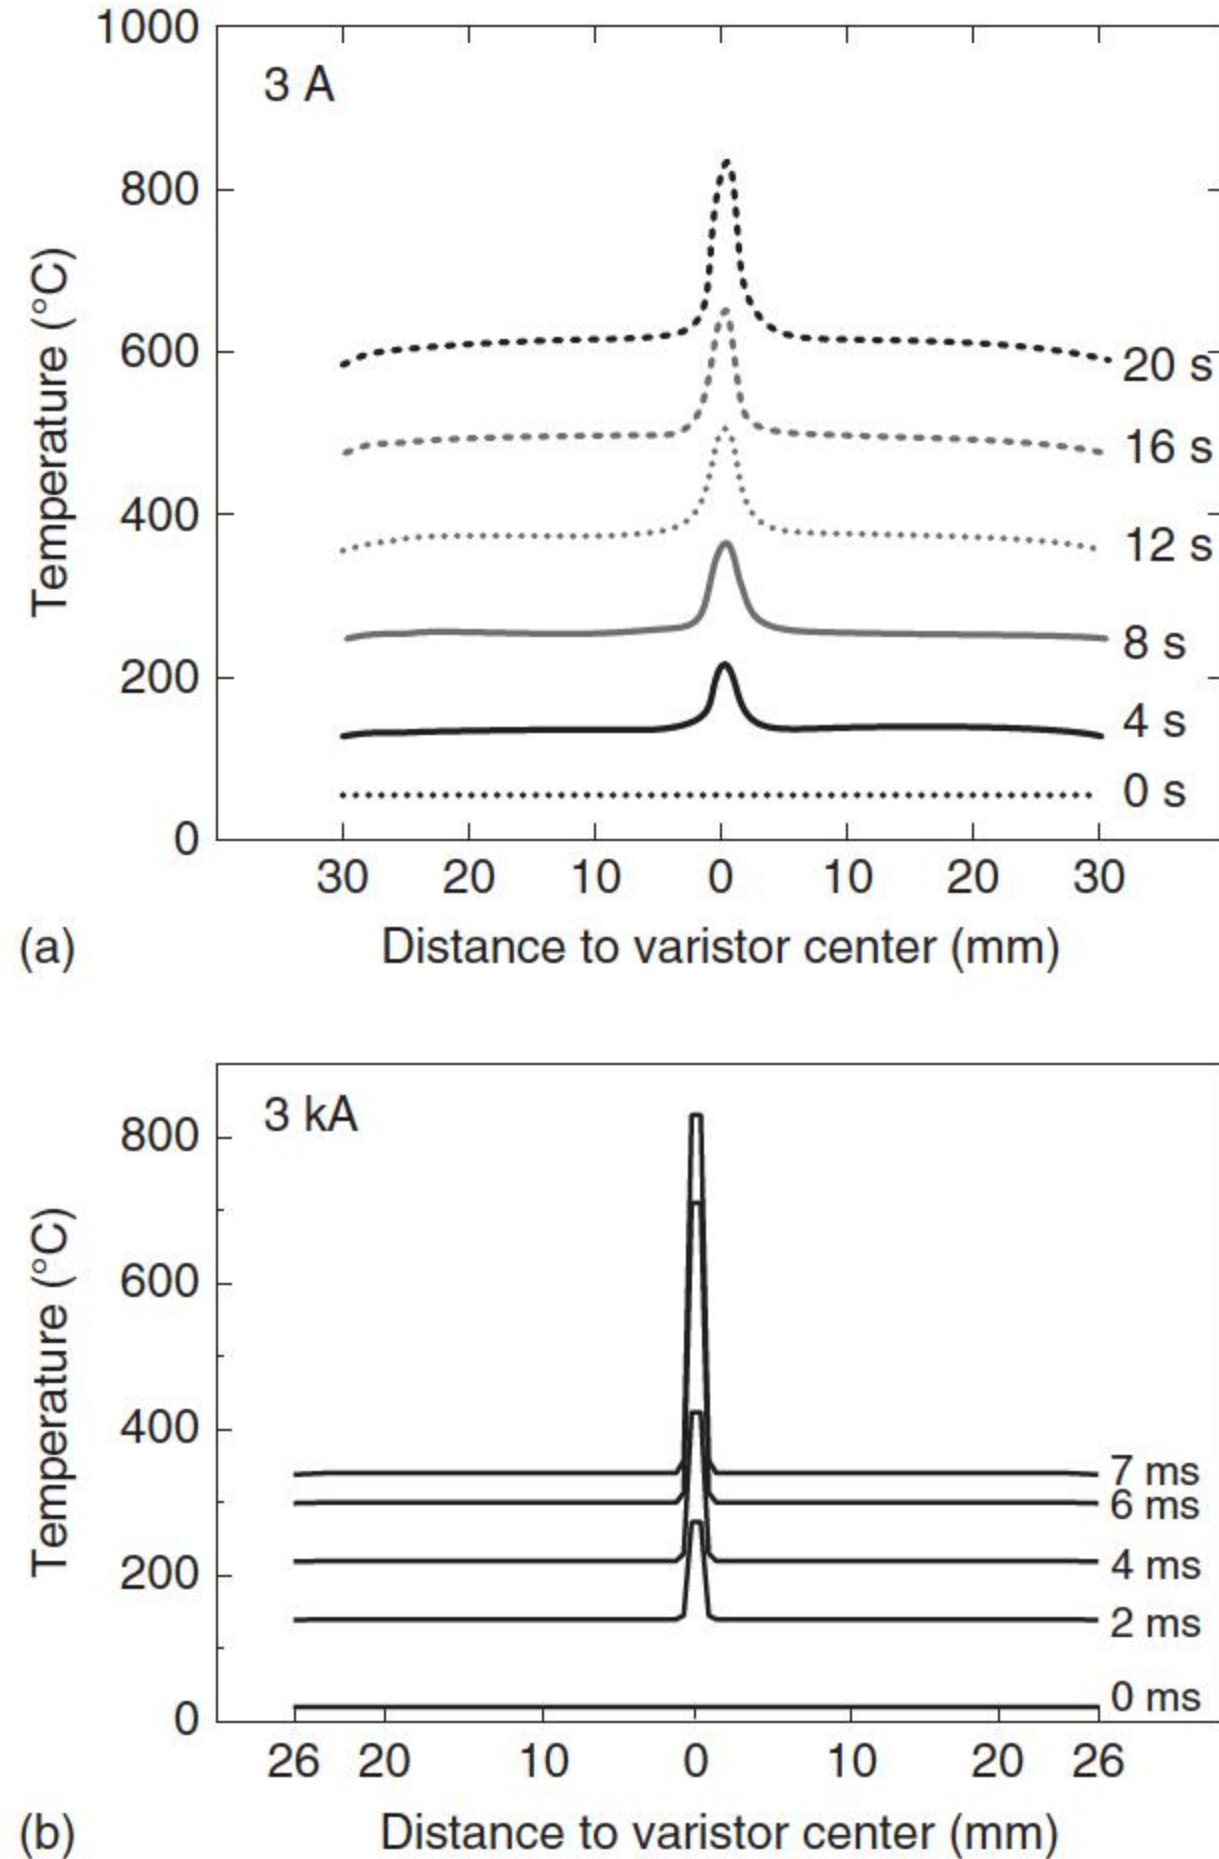 1000
3 A
800
600
400
200
0
Temperature (°C)
20 s
16 s
12 s
8 s
4 s
0 s
30 20 10 0 10 20 30
(a) Distance to varistor center (mm)
3 kA
800
600
400
200
0
Temperature (°C)
7 ms
6 ms
4 ms
2 ms
0 ms
26 20 10 0 10 20 26
(b) Distance to varistor center (mm)